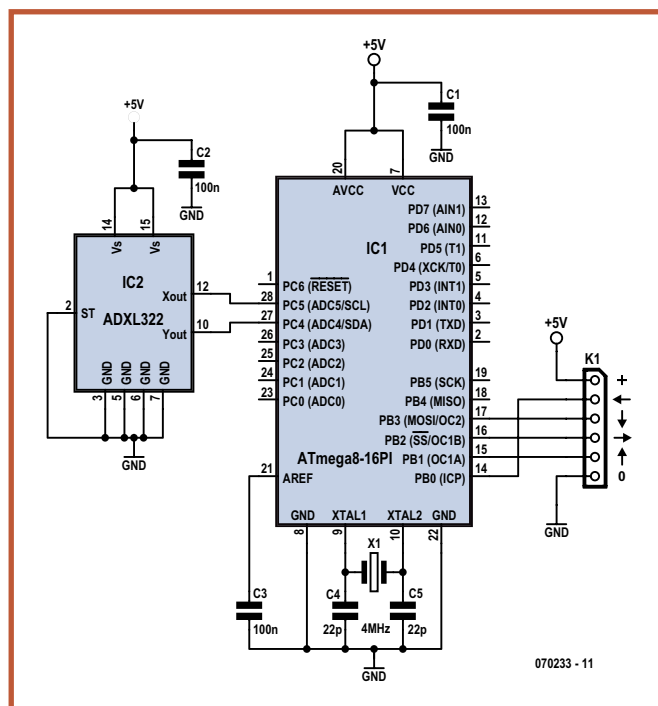 +5V
C1
100n
GND
+5V
C2
100n
GND
14
15
Vs
Vs
IC2
ADXL322
2
ST
Xout
12
Yout
10
GND
GND
GND
GND
3
5
6
7
GND
20
7
AVCC
VCC
IC1
PD7 (AIN1)
13
PD6 (AIN0)
12
PD5 (T1)
11
PD4 (XCK/T0)
6
PD3 (INT1)
5
PD2 (INT0)
4
PD1 (TXD)
3
PD0 (RXD)
2
1
PC6 (RESET)
28
PC5 (ADC5/SCL)
27
PC4 (ADC4/SDA)
26
PC3 (ADC3)
25
PC2 (ADC2)
24
PC1 (ADC1)
23
PC0 (ADC0)
PB5 (SCK)
19
PB4 (MISO)
18
PB3 (MOSI/OC2)
17
PB2 (SS/OC1B)
16
PB1 (OC1A)
15
PB0 (ICP)
14
ATmega8-16PI
21
AREF
GND
XTAL1
XTAL2
GND
8
9
10
22
+5V
K1
+
←
↓
→
↑
0
GND
X1
4MHz
C3
100n
C4
22p
C5
22p
GND
070233 - 11